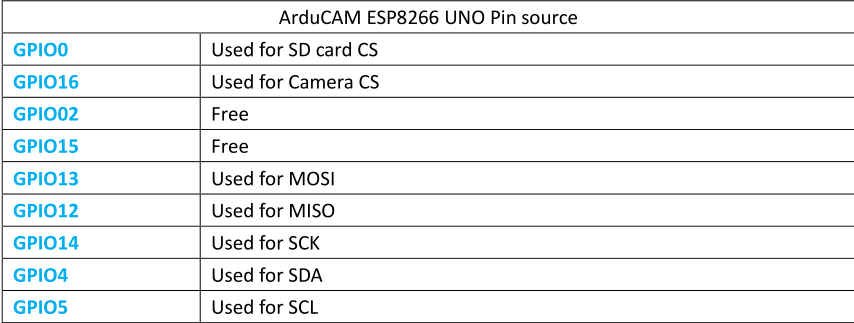 ArduCAM ESP8266 UNO Pin source
GPIO0 Used for SD card CS
GPIO16 Used for Camera CS
GPIO02 Free
GPIO15 Free
GPIO13 Used for MOSI
GPIO12 Used for MISO
GPIO14 Used for SCK
GPIO4 Used for SDA
GPIO5 Used for SCL